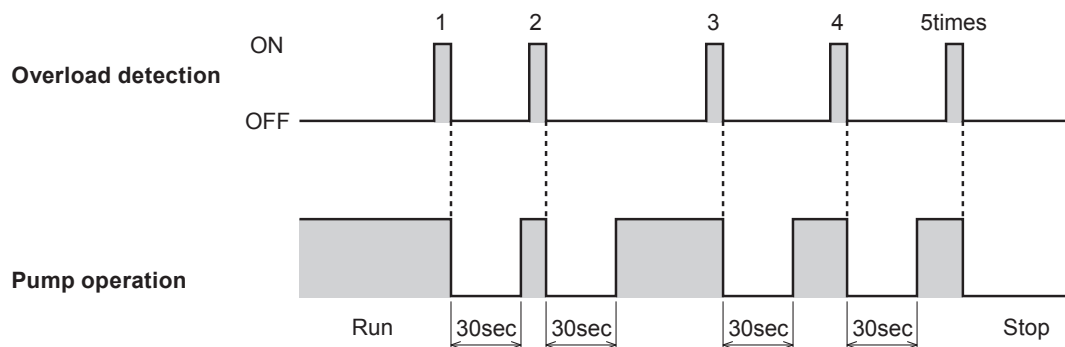 1 2 3 4 5times
ON
Overload detection
OFF
Pump operation
Run 30sec 30sec 30sec 30sec Stop